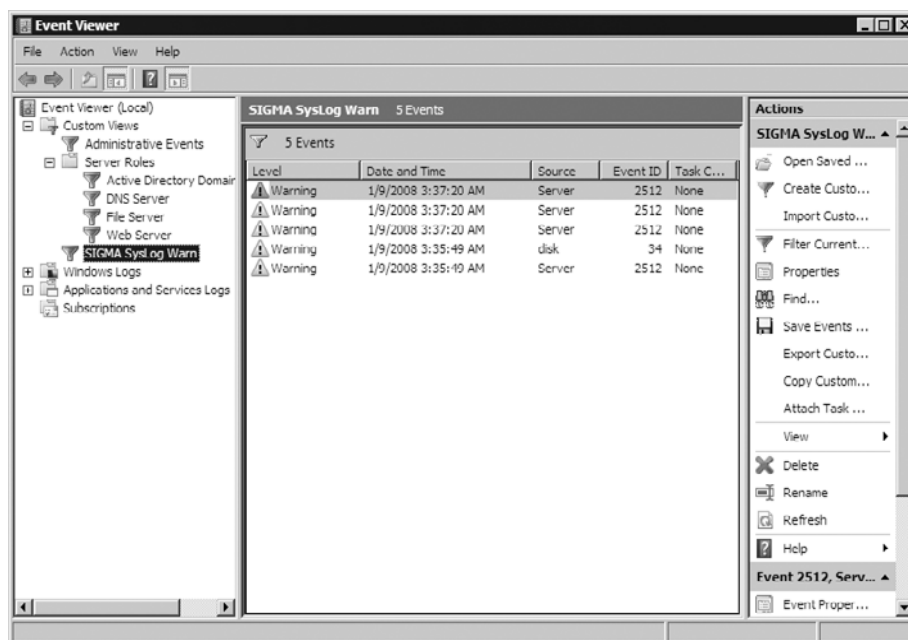 Event Viewer
File Action View Help
Event Viewer (Local)
Custom Views
Administrative Events
Server Roles
Active Directory Domair
DNS Server
File Server
Web Server
SIGMA SysLog Warn
Windows Logs
Applications and Services Logs
Subscriptions
SIGMA SysLog Warn 5 Events
5 Events
Level Date and Time Source Event ID Task C...
Warning 1/9/2008 3:37:20 AM Server 2512 None
Warning 1/9/2008 3:37:20 AM Server 2512 None
Warning 1/9/2008 3:37:20 AM Server 2512 None
Warning 1/9/2008 3:35:49 AM disk 34 None
Warning 1/9/2008 3:35:49 AM Server 2512 None
Actions
SIGMA SysLog W...
Open Saved ...
Create Custo...
Import Custo...
Filter Current...
Properties
Find...
Save Events ...
Export Custo...
Copy Custom...
Attach Task ...
View
Delete
Rename
Refresh
Help
Event 2512, Serv...
Event Proper...